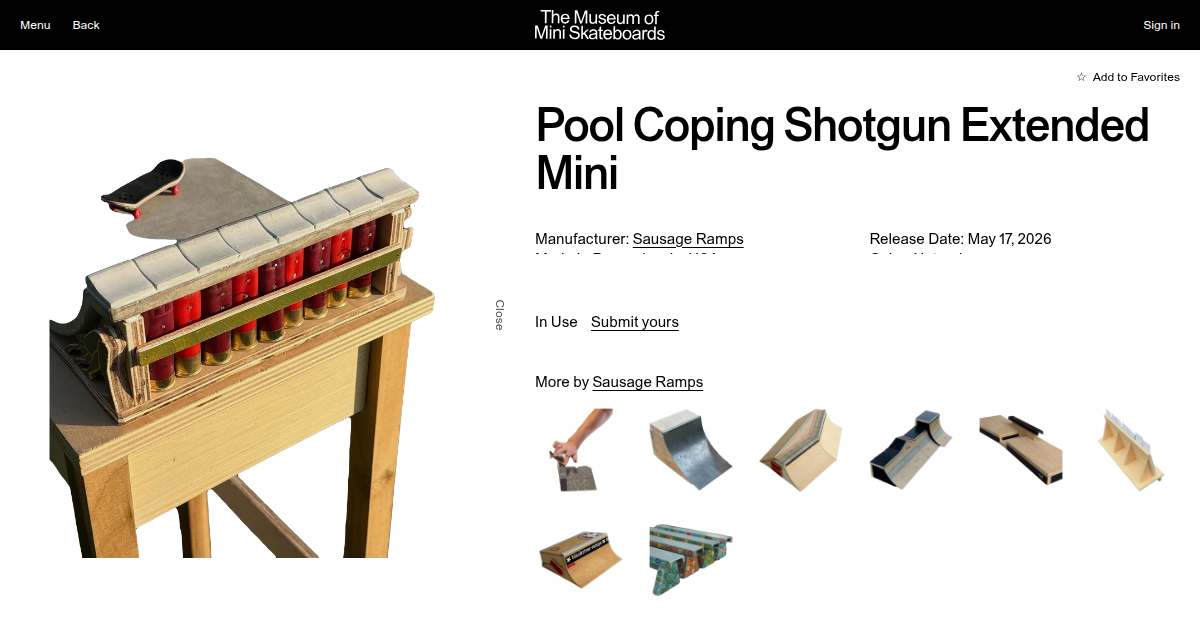 Menu
Back
The Museum of
Mini Skateboards
Sign in
☆ Add to Favorites
Pool Coping Shotgun Extended
Mini
Manufacturer: Sausage Ramps
Release Date: May 17, 2026
Close
In Use
Submit yours
More by Sausage Ramps